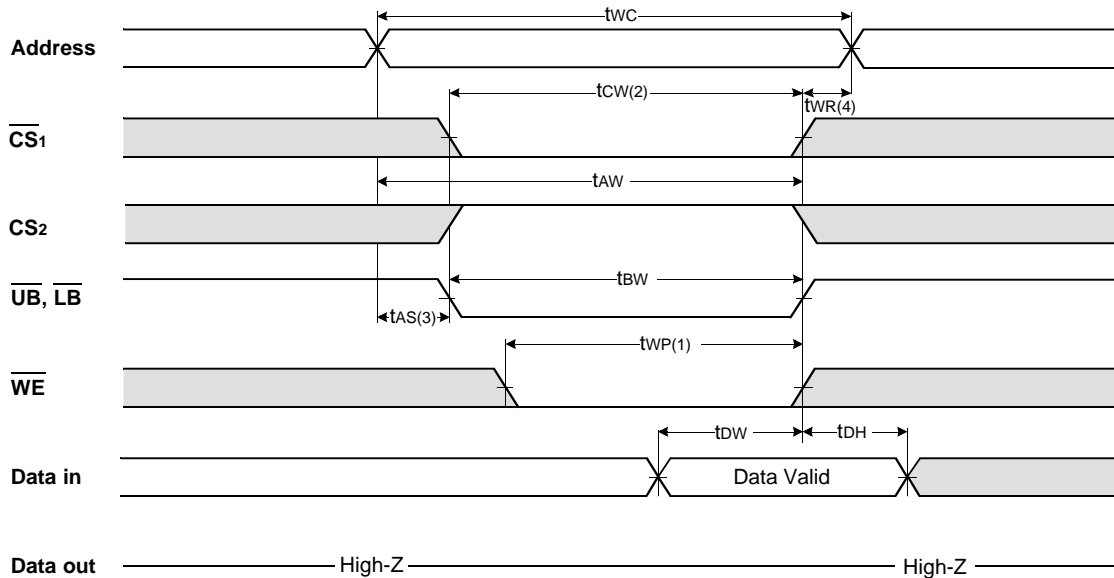 tWC
Address
tCW(2)
tWR(4)
CS1
tAW
CS2
tBW
UB, LB
tAS(3)
tWP(1)
WE
tDW
tDH
Data in
Data Valid
Data out
High-Z
High-Z